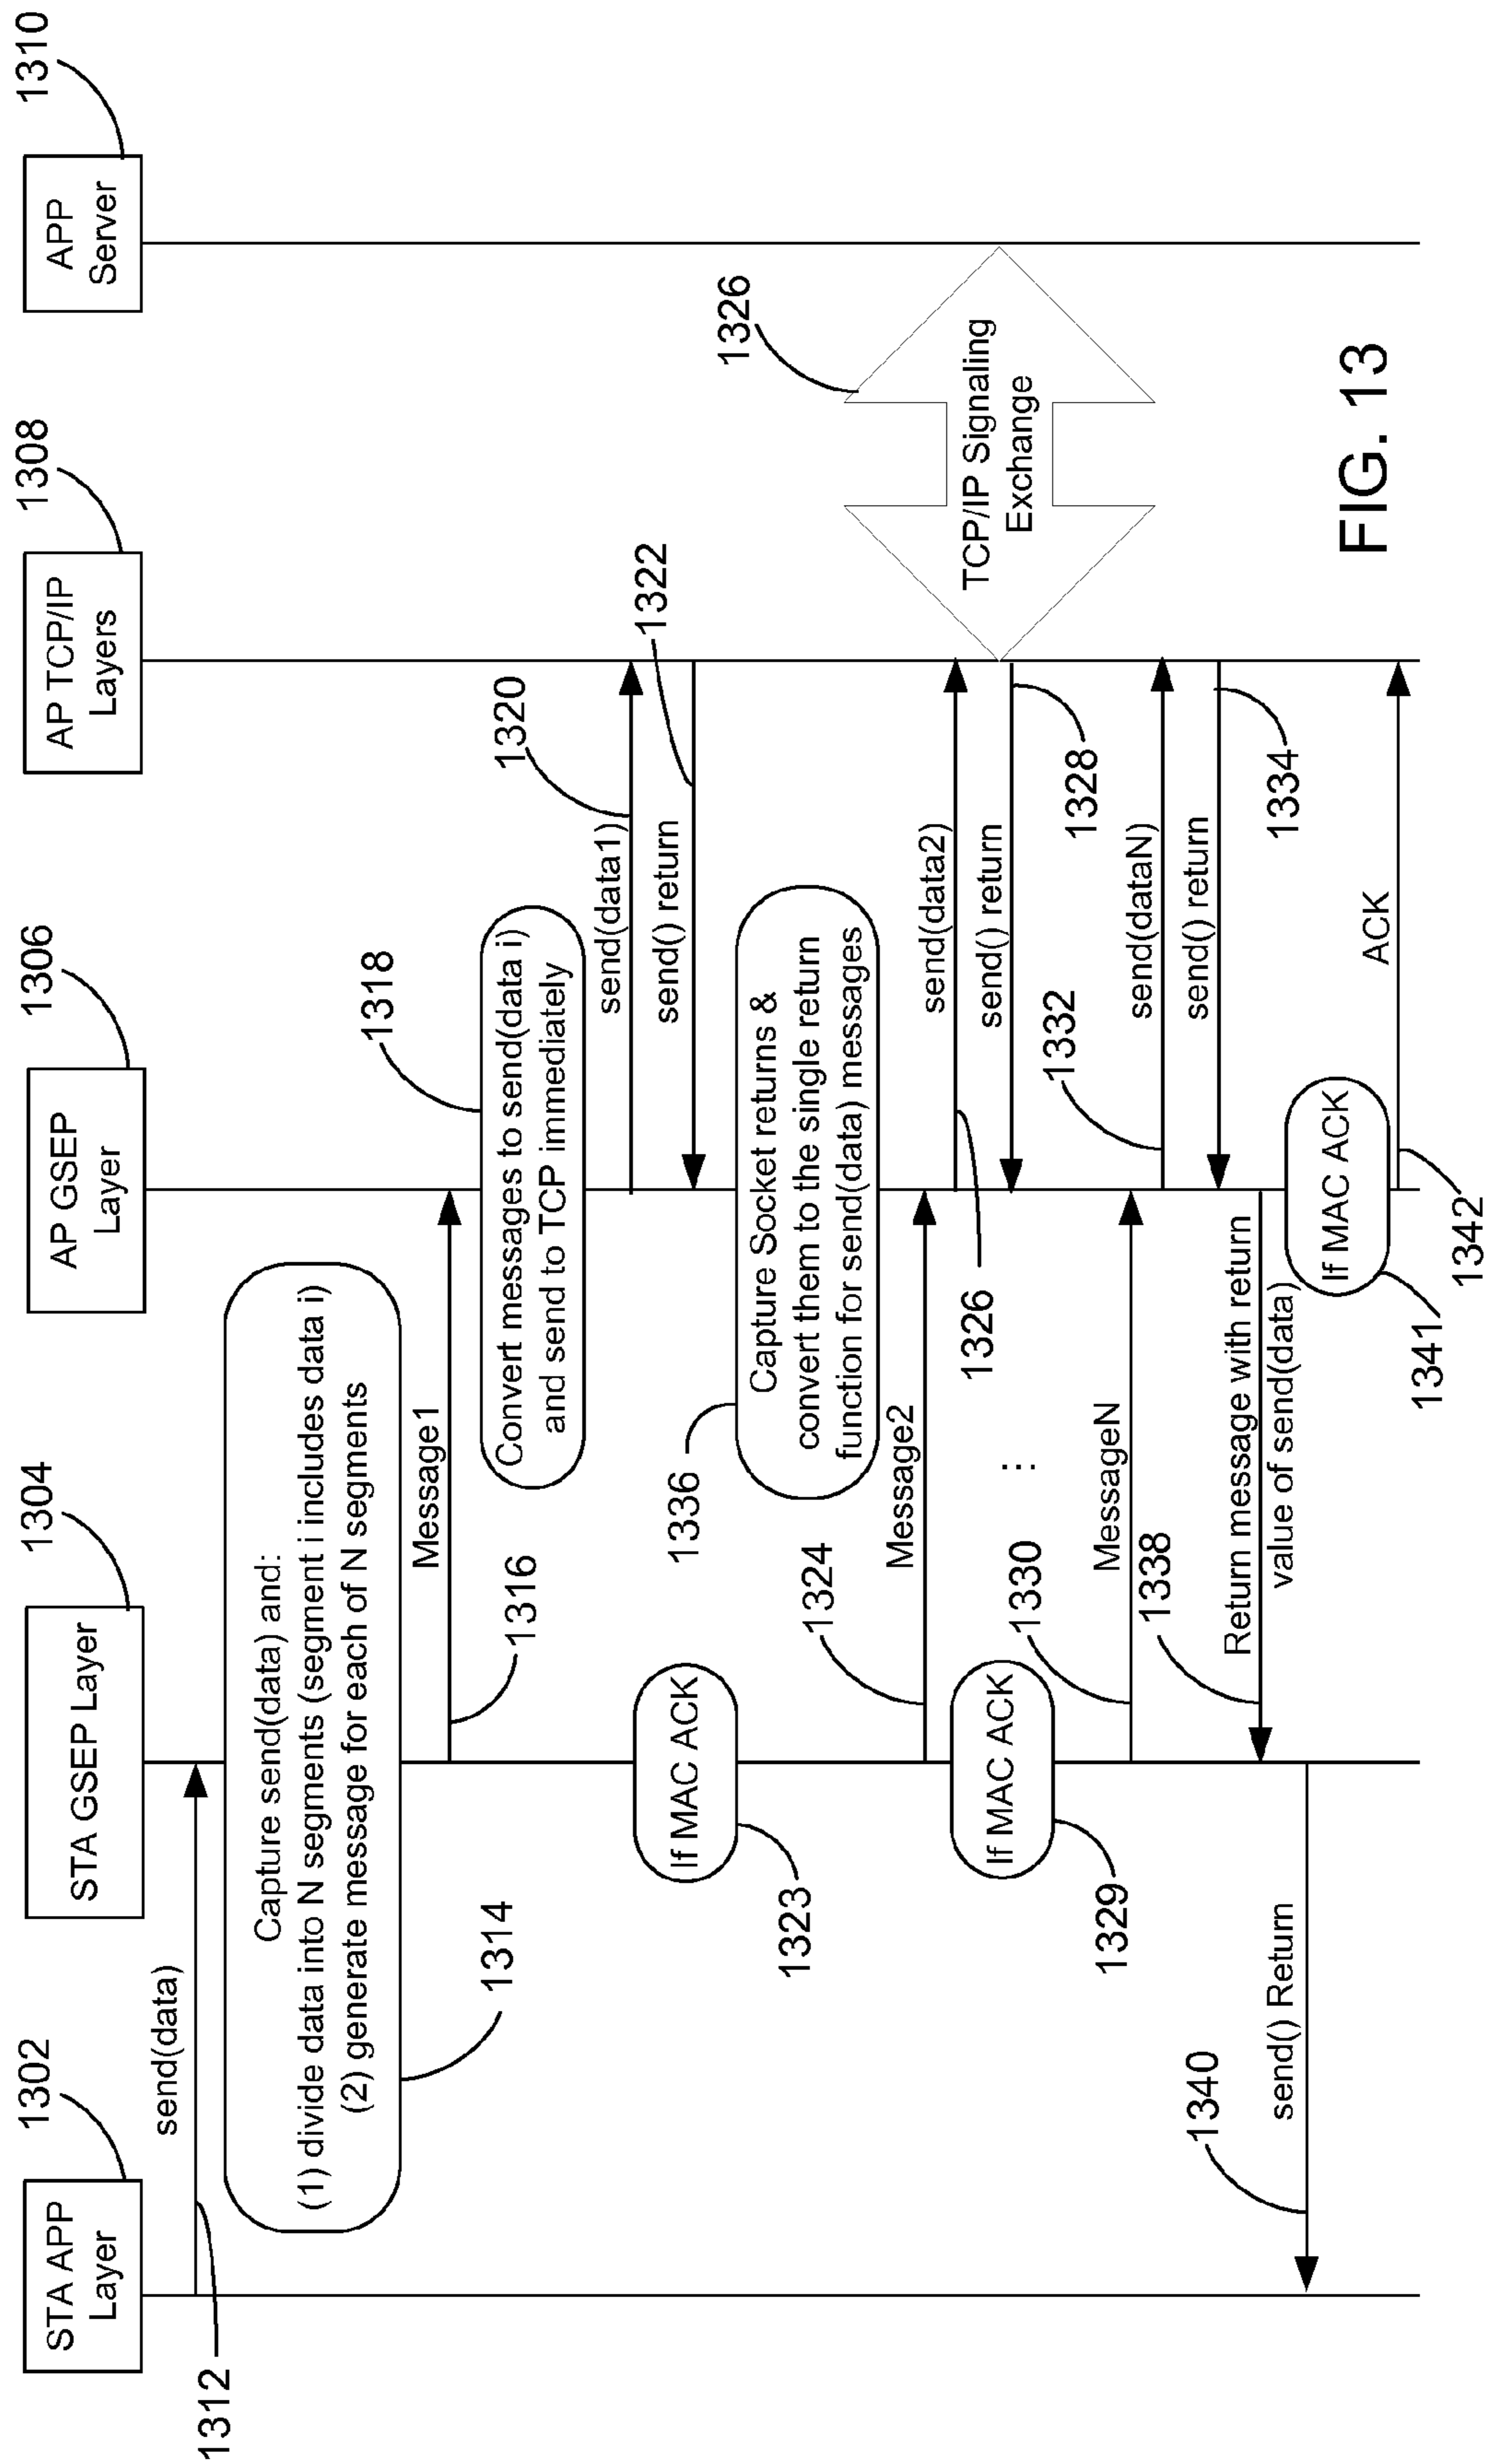 1302
STA APP
Layer
1304
STA GSEP Layer
1306
AP GSEP
Layer
1308
AP TCP/IP
Layers
1310
APP
Server
1312
send(data)
Capture send(data) and:
(1) divide data into N segments (segment i includes data i)
(2) generate message for each of N segments
1314
Message1
1316
1318
Convert messages to send(data i)
and send to TCP immediately
1320
send(data1))
send() return
1322
If MAC ACK
1323
1336
Capture Socket returns &
convert them to the single return
function for send(data) messages
1324
Message2
send(data2)
1326
1326
TCP/IP Signaling
Exchange
send() return
1328
If MAC ACK
1329
...
1330
MessageN
1332
send(dataN)
send() return
1334
1338
Return message with return
value of send(data)
1340
send() Return
If MAC ACK
1341
ACK
1342
FIG. 13